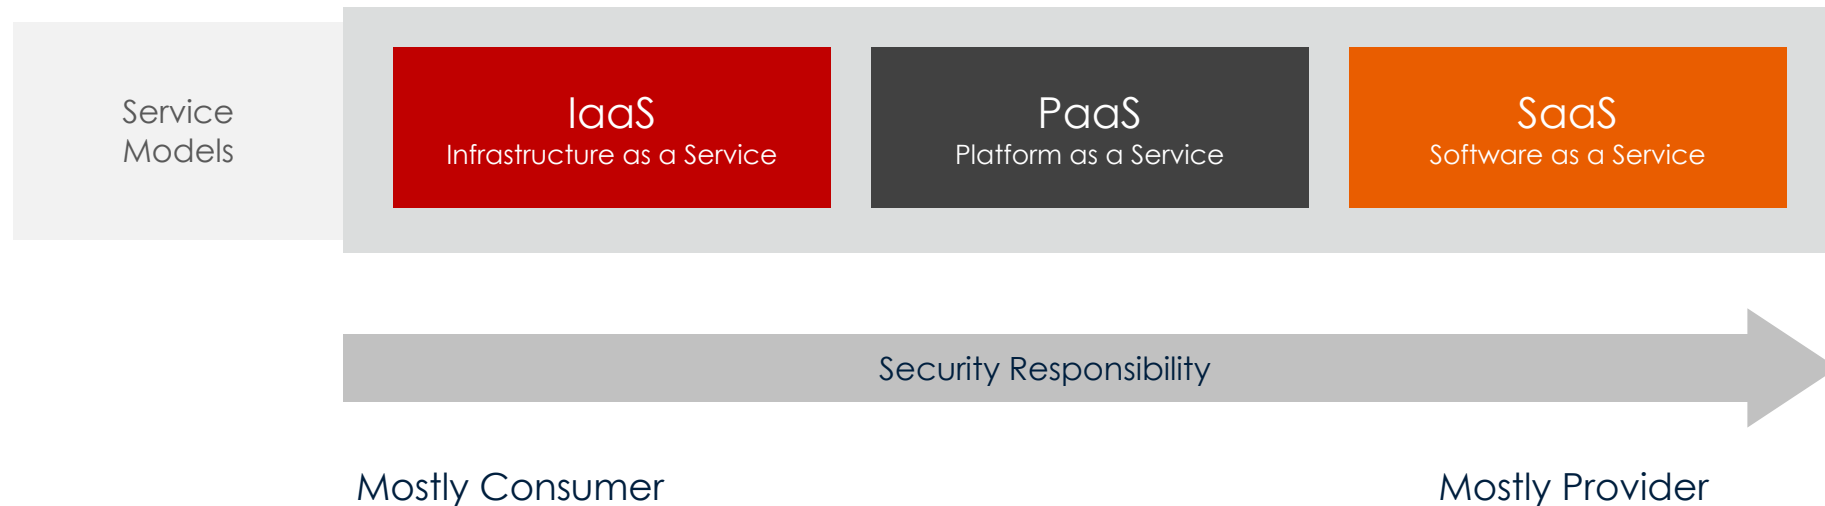 Service
Models
IaaS
Infrastructure as a Service
PaaS
Platform as a Service
SaaS
Software as a Service
Security Responsibility
Mostly Consumer
Mostly Provider